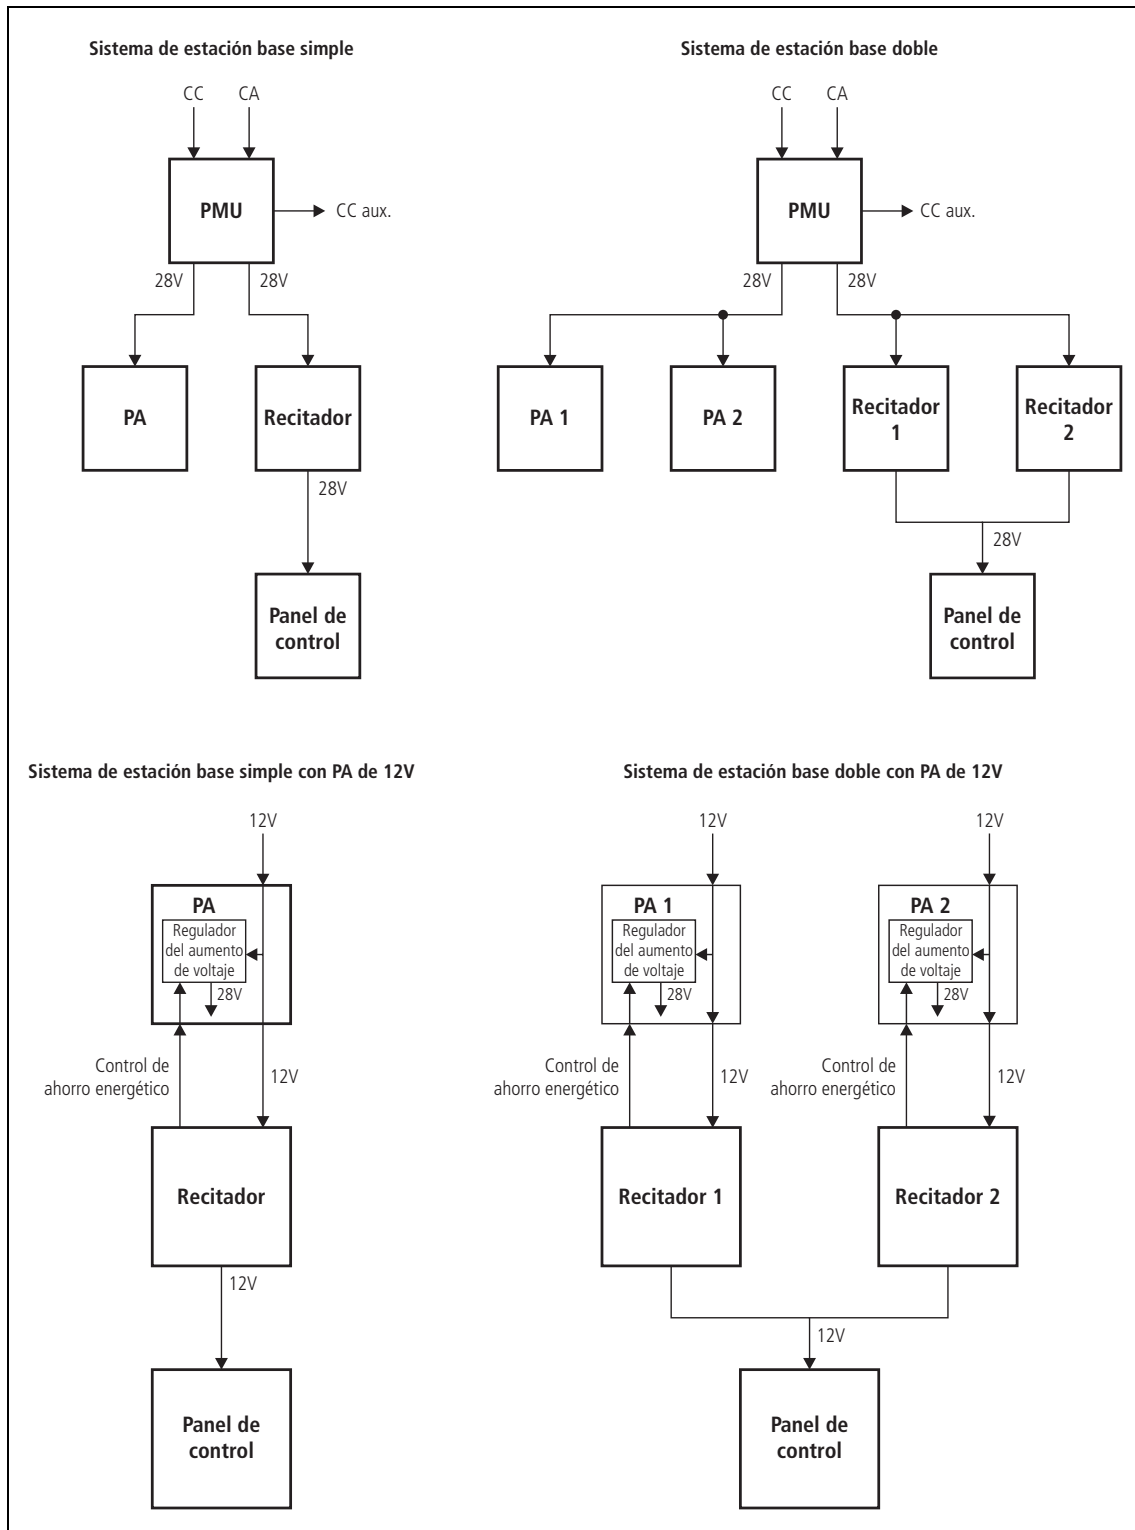 Sistema de estación base simple
CC
CA
PMU
CC aux.
28V
28V
PA
Recitador
28V
Panel de
control
Sistema de estación base doble
CC
CA
PMU
CC aux.
28V
28V
PA 1
PA 2
Recitador
1
Recitador
2
28V
Panel de
control
Sistema de estación base simple con PA de 12V
12V
PA
Regulador
del aumento
de voltaje
28V
Control de
ahorro energético
12V
Recitador
12V
Panel de
control
Sistema de estación base doble con PA de 12V
12V
12V
PA 1
Regulador
del aumento
de voltaje
28V
PA 2
Regulador
del aumento
de voltaje
28V
Control de
ahorro energético
12V
Control de
ahorro energético
12V
Recitador 1
Recitador 2
12V
Panel de
control